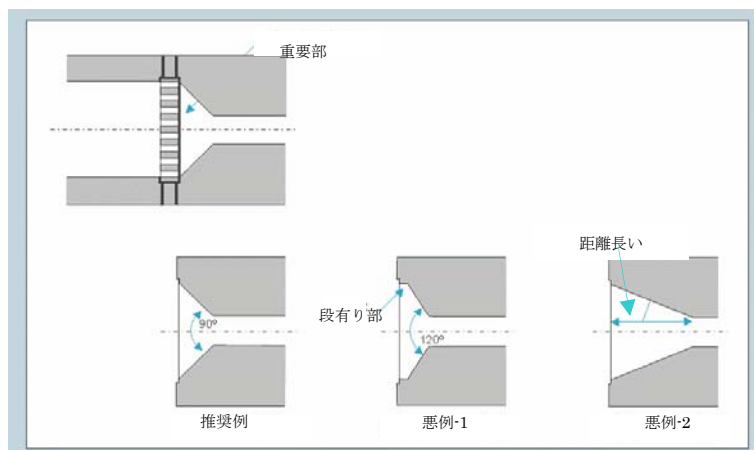 重要部
距離長い
段有り部
90°
120°
推奨例
悪例-1
悪例-2